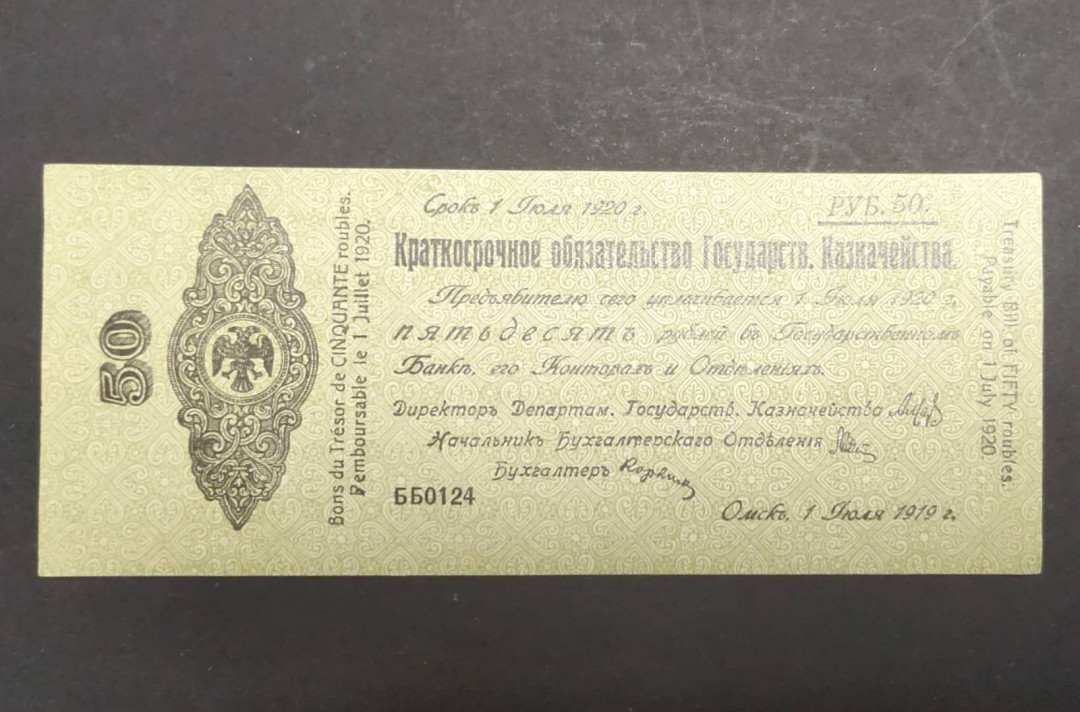 50
Bons du Trésor de CINQUANTE roubles.
Remboursable le 1 Juillet 1920.
Срокъ 1 Іюля 1920 г.
РУБ. 50.
Краткосрочное обязательство Государств. Казначейства.
Предъявителю сего уплачивается 1 Іюля 1920 г.
пятьдесятъ рублей въ Государственномъ
Банкѣ, его Конторахъ и Отдѣленіяхъ.
Директоръ Департам. Государств. Казначейства
Начальникъ Бухгалтерскаго Отдѣленія
Бухгалтеръ
ББ0124
Омскъ, 1 Іюля 1919 г.
Treasury Bill of FIFTY roubles.
Payable on 1 July 1920